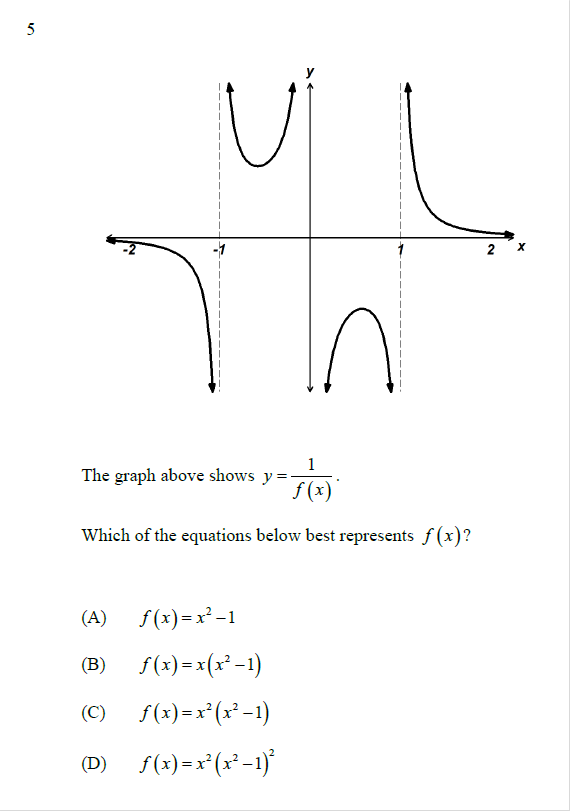 5
y
-2 -1 1 2 x
The graph above shows y = 1/f(x).
Which of the equations below best represents f(x)?
(A) f(x) = x² − 1
(B) f(x) = x(x² − 1)
(C) f(x) = x²(x² − 1)
(D) f(x) = x²(x² − 1)²